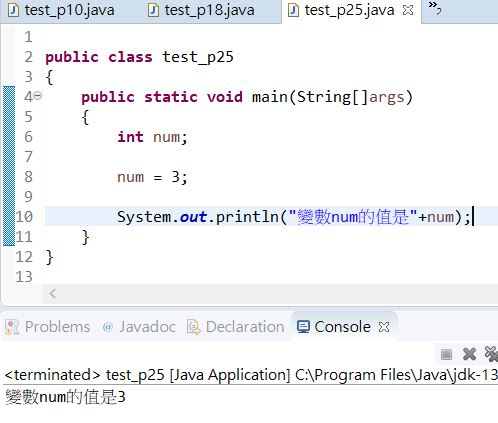 test_p10.java test_p18.java test_p25.java
1
2 public class test_p25
3 {
4 public static void main(String[]args)
5 {
6 int num;
7
8 num = 3;
9
10 System.out.println("變數num的值是"+num);
11 }
12 }
13
Problems @ Javadoc Declaration Console
<terminated> test_p25 [Java Application] C:\Program Files\Java\jdk-13
變數num的值是3